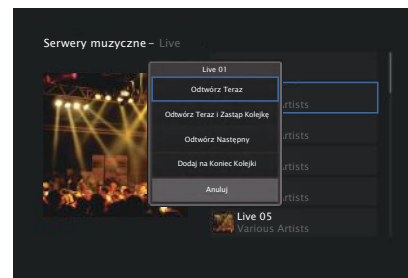 Serwery muzyczne – Live
Live 01
Odtwórz Teraz
Odtwórz Teraz i Zastąp Kolejkę
Odtwórz Następny
Dodaj na Koniec Kolejki
Anuluj
Artists
Artists
Artists
Artists
Live 05
Various Artists